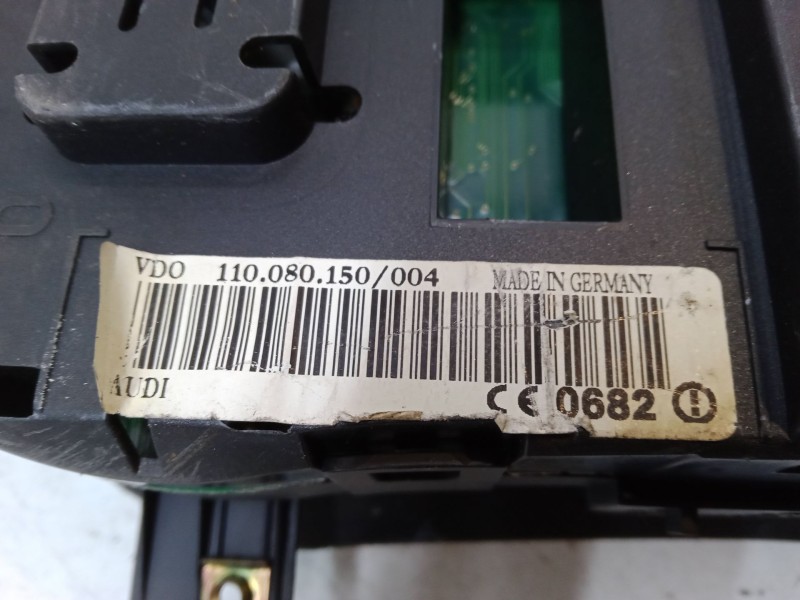 VDO 110.080.150/004 MADE IN GERMANY
AUDI CE 0682